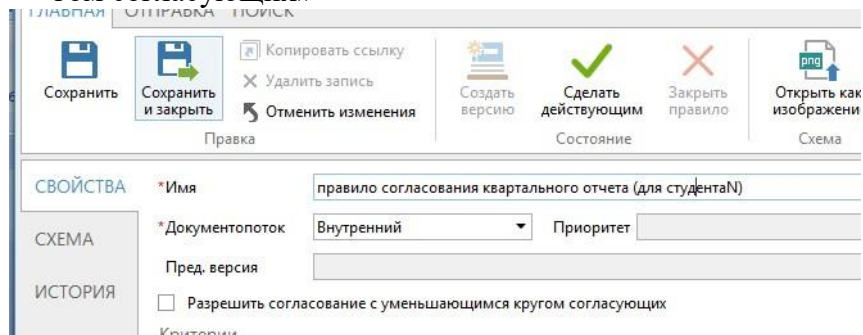 согласующих»
ГЛАВНАЯ ОТПРАВКА ПОИСК
Сохранить
Сохранить и закрыть
Копировать ссылку
Удалить запись
Отменить изменения
Правка
Создать версию
Сделать действующим
Закрыть правило
Состояние
png
Открыть как
Схема
СВОЙСТВА
СХЕМА
ИСТОРИЯ
*Имя правило согласования квартального отчета (для студентаN)
*Документопоток Внутренний Приоритет
Пред. версия
Разрешить согласование с уменьшающимся кругом согласующих
Критерии